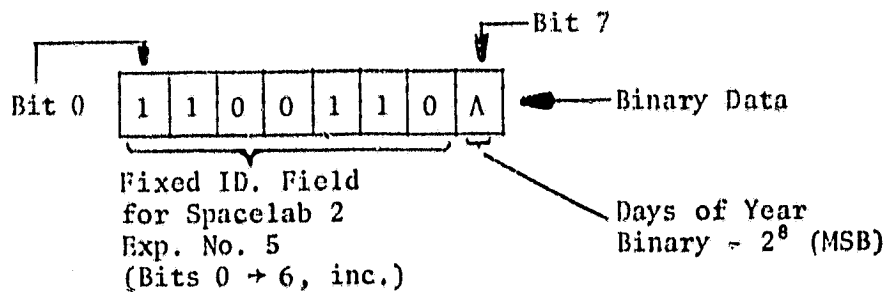 Bit 7
Bit 0 1 1 0 0 1 1 0 Λ Binary Data
Fixed ID. Field
for Spacelab 2
Exp. No. 5
(Bits 0 → 6, inc.)
Days of Year
Binary - 2⁸ (MSB)